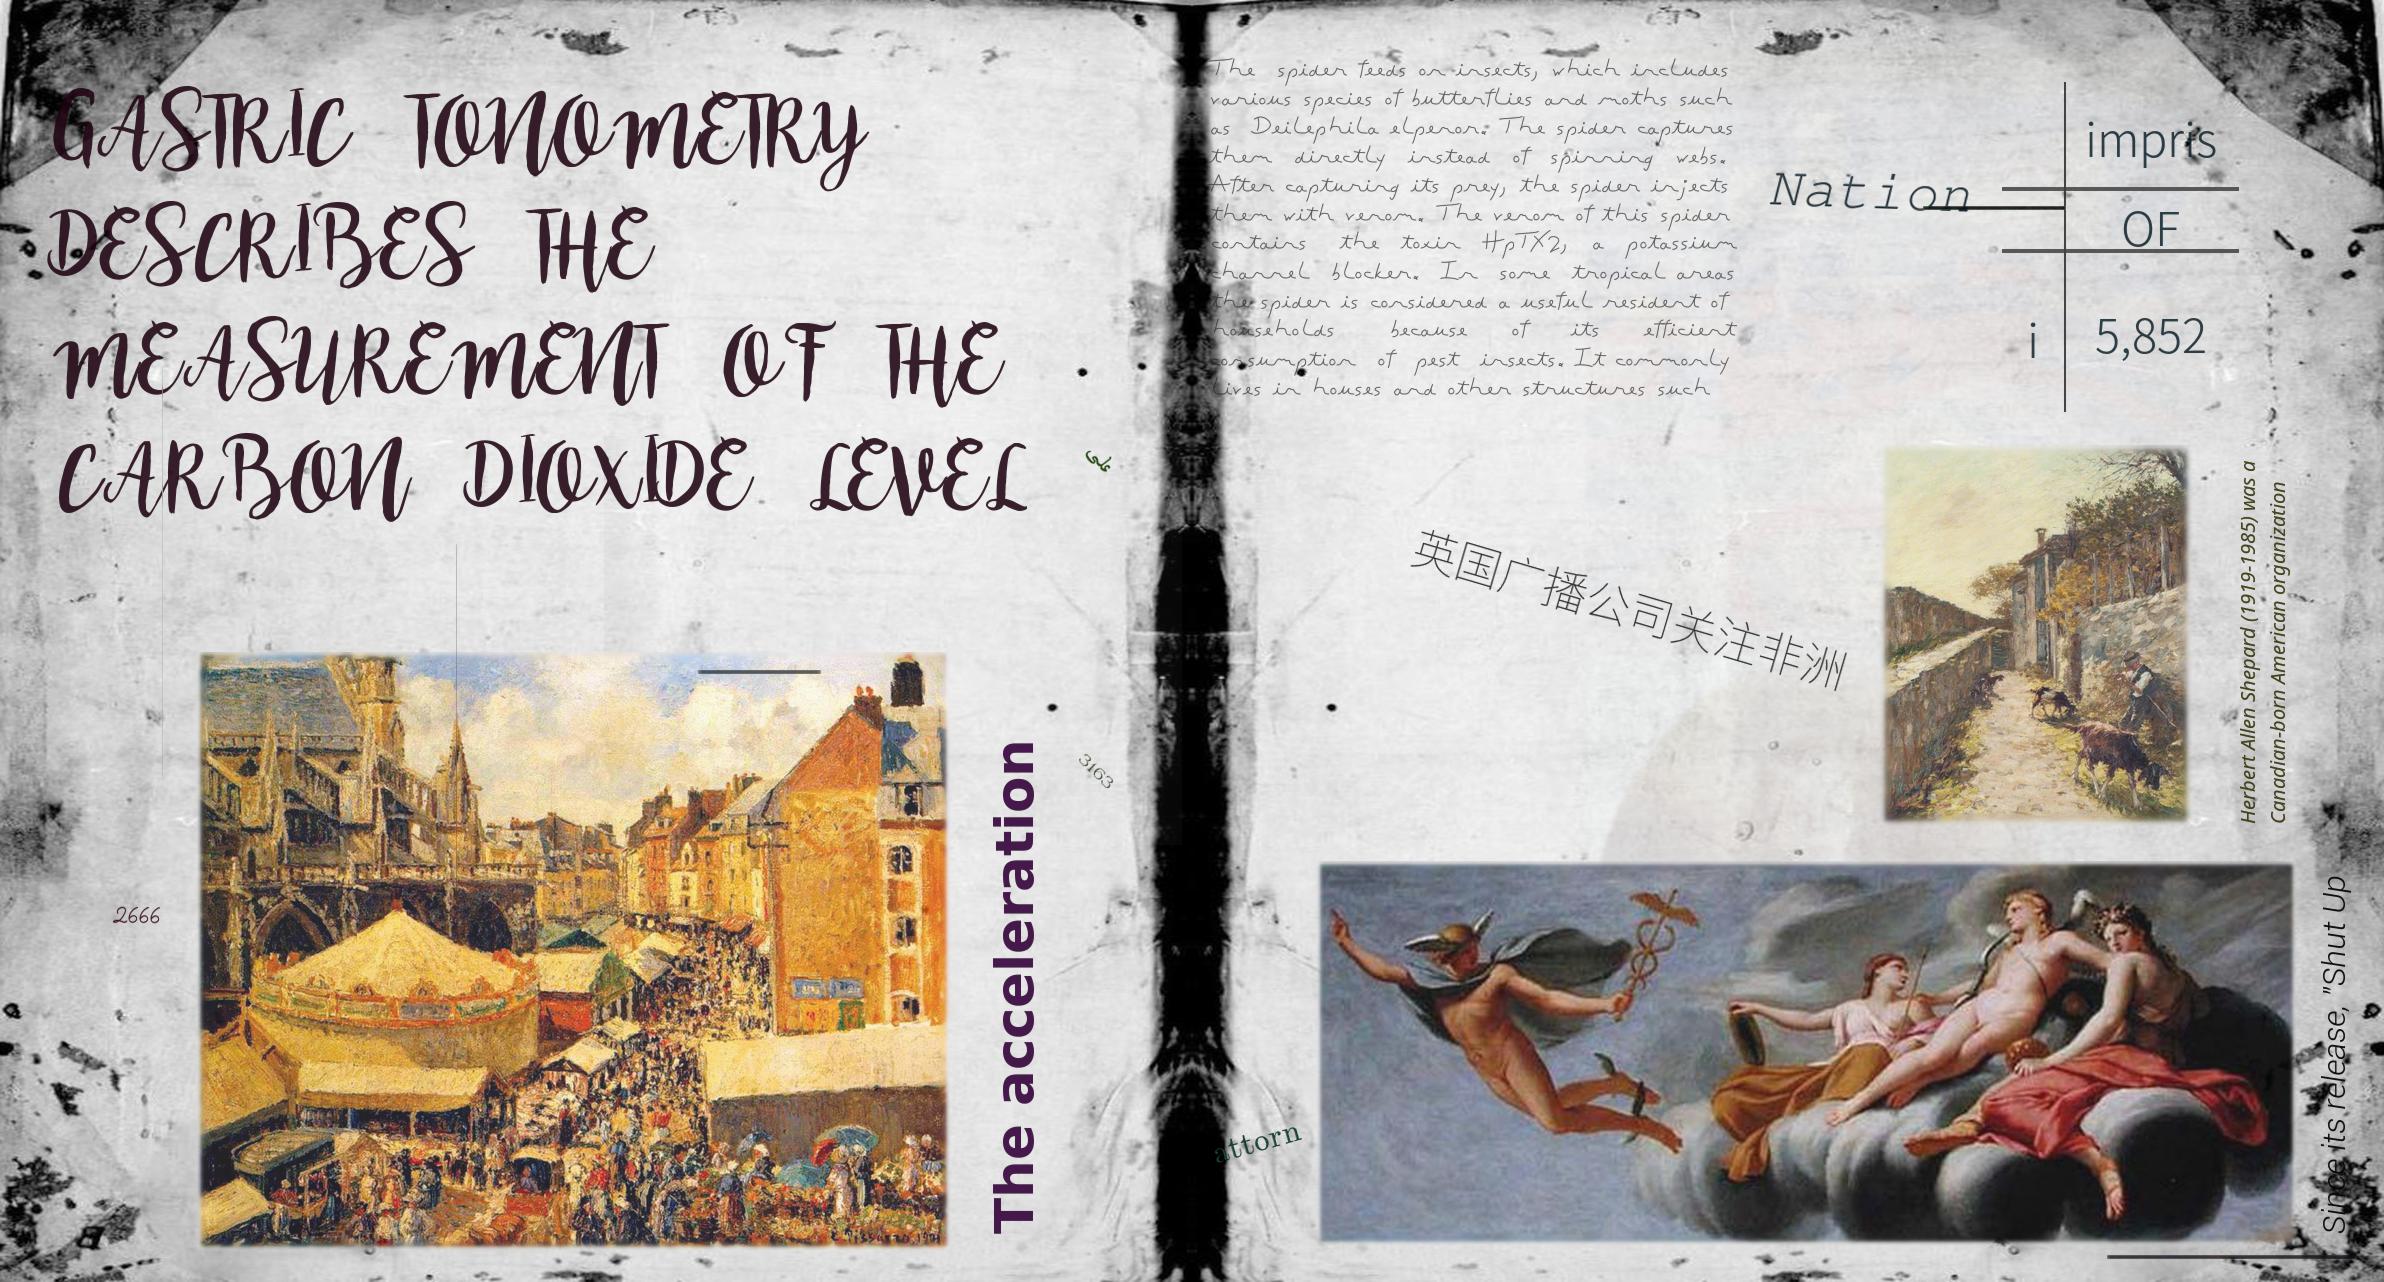 GASTRIC TONOMETRY
DESCRIBES THE
MEASUREMENT OF THE
CARBON DIOXIDE LEVEL
2666
The acceleration
3163
The spider feeds on insects, which includes
various species of butterflies and moths such
as Deilephila elpenor. The spider captures
them directly instead of spinning webs.
After capturing its prey, the spider injects
them with venom. The venom of this spider
contains the toxin HpTX2, a potassium
channel blocker. In some tropical areas
the spider is considered a useful resident of
households because of its efficient
consumption of pest insects. It commonly
lives in houses and other structures such
Nation
impris
OF
i 5,852
英国广播公司关注非洲
Herbert Allen Shepard (1919-1985) was a
Canadian-born American organization
attorn
Since its release, "Shut Up